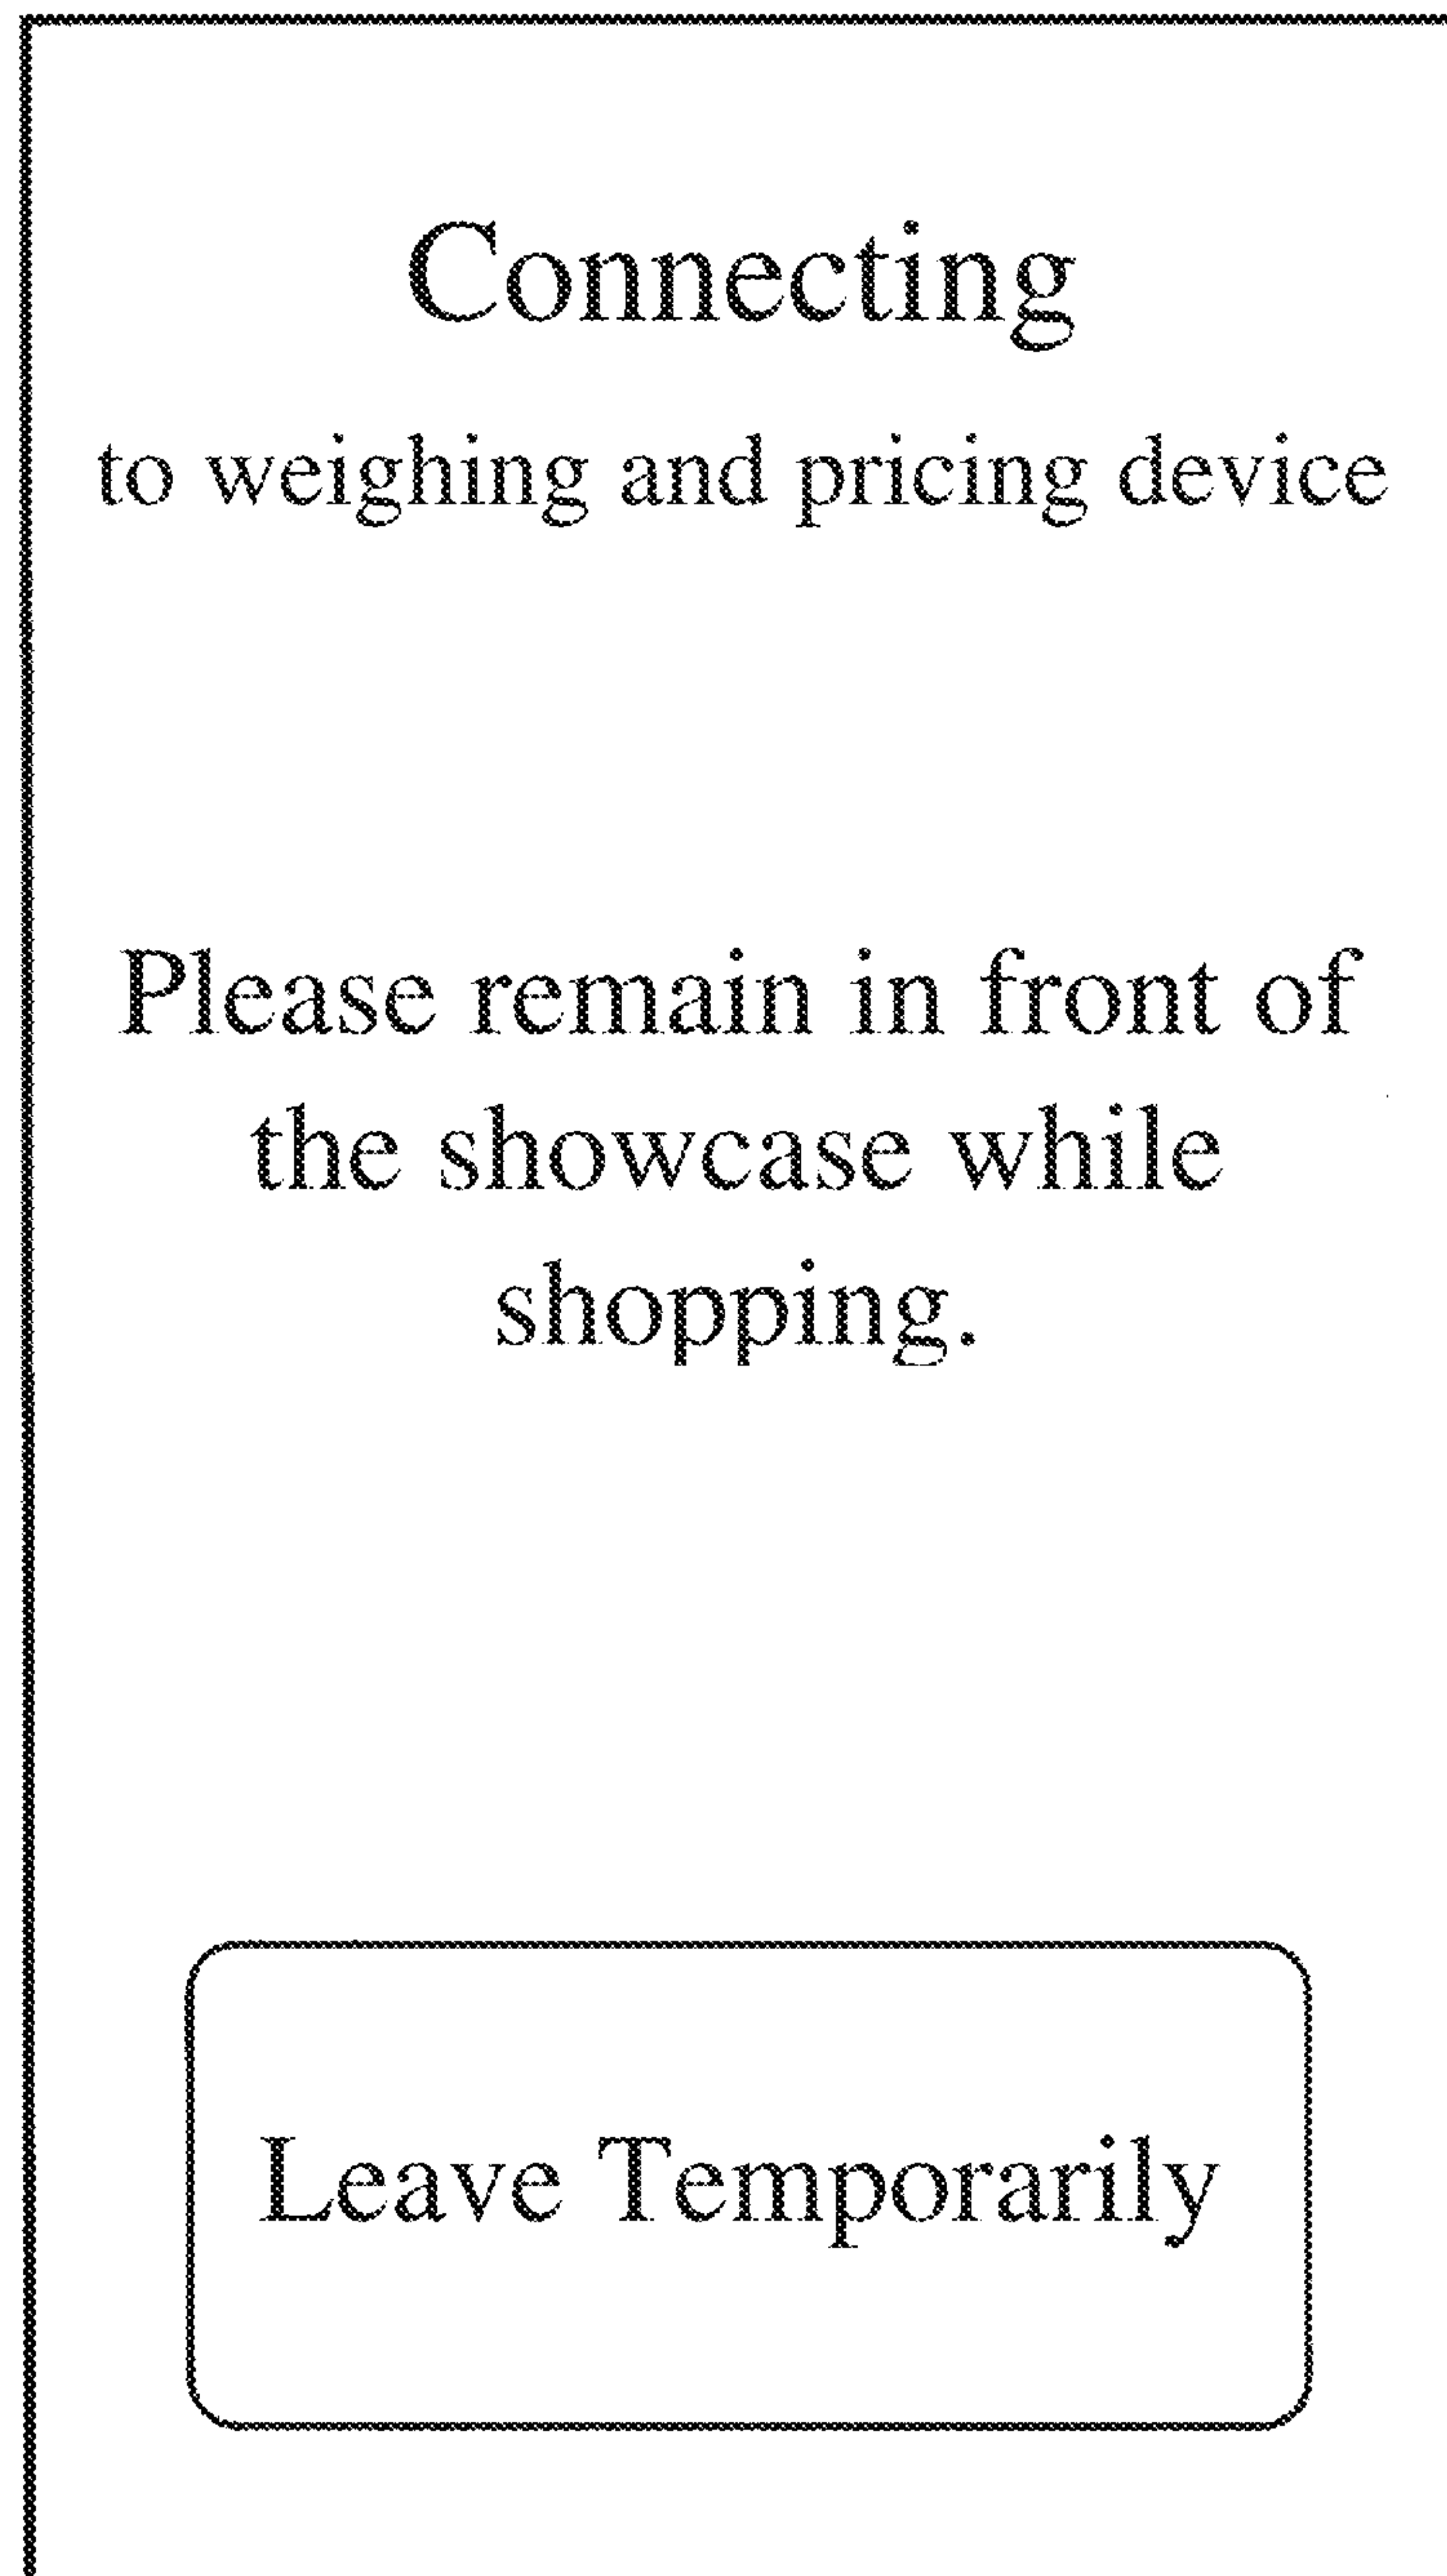 Connecting
to weighing and pricing device
Please remain in front of
the showcase while
shopping.
Leave Temporarily